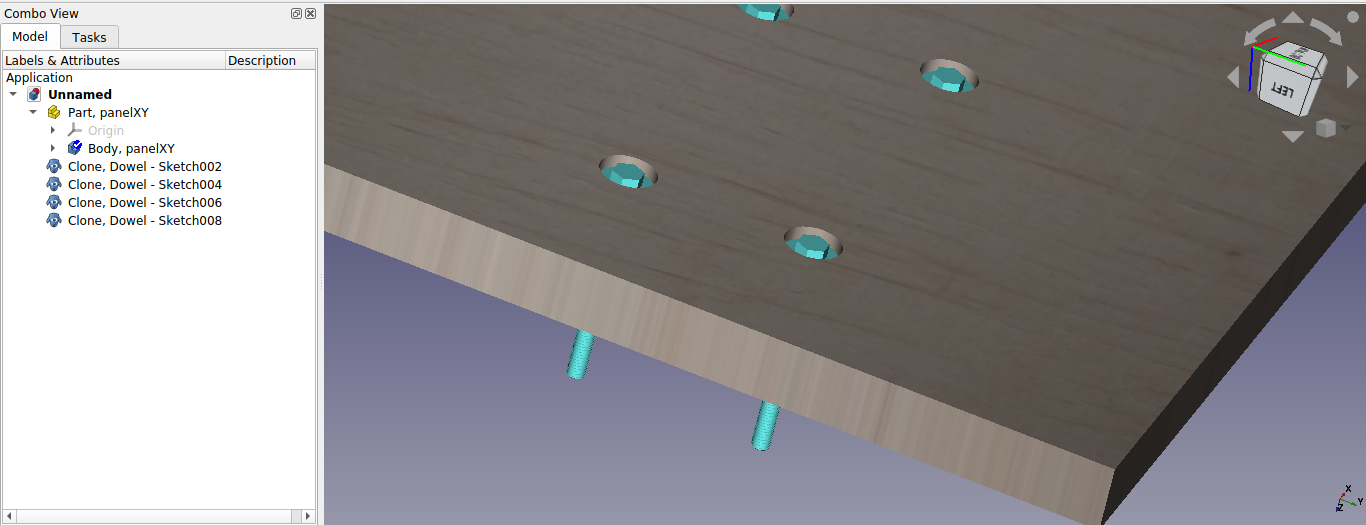 Combo View
Model Tasks
Labels & Attributes Description
Application
Unnamed
Part, panelXY
Origin
Body, panelXY
Clone, Dowel - Sketch002
Clone, Dowel - Sketch004
Clone, Dowel - Sketch006
Clone, Dowel - Sketch008
LEFT
X
Y
Z